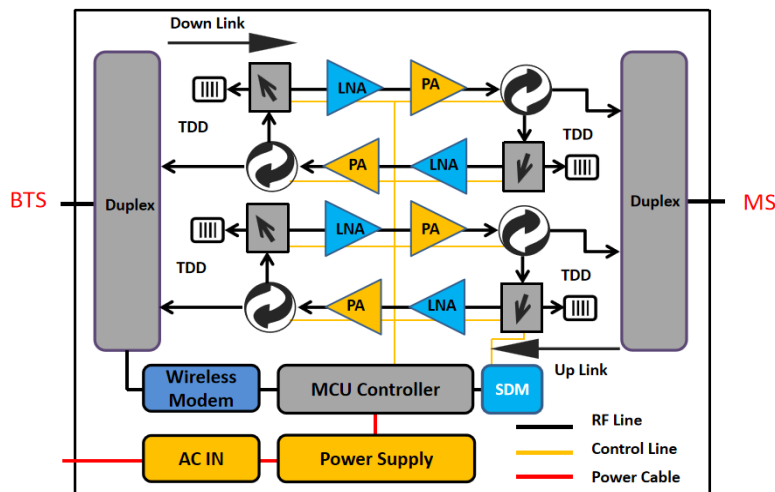 Down Link
LNA
PA
TDD
TDD
PA
LNA
BTS
Duplex
Duplex
MS
LNA
PA
TDD
TDD
PA
LNA
Up Link
Wireless
Modem
MCU Controller
SDM
RF Line
AC IN
Power Supply
Control Line
Power Cable